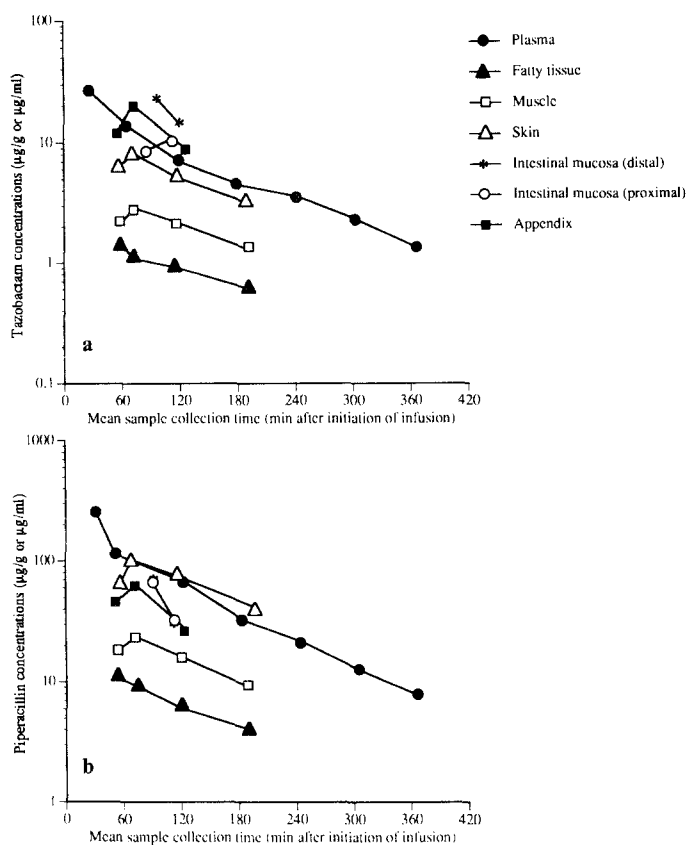 100
10
1
0.1
Tazobactam concentrations (µg/g or µg/ml)
a
0 60 120 180 240 300 360 420
Mean sample collection time (min after initiation of infusion)
Plasma
Fatty tissue
Muscle
Skin
Intestinal mucosa (distal)
Intestinal mucosa (proximal)
Appendix
1000
100
10
1
Piperacillin concentrations (µg/g or µg/ml)
b
0 60 120 180 240 300 360 420
Mean sample collection time (min after initiation of infusion)